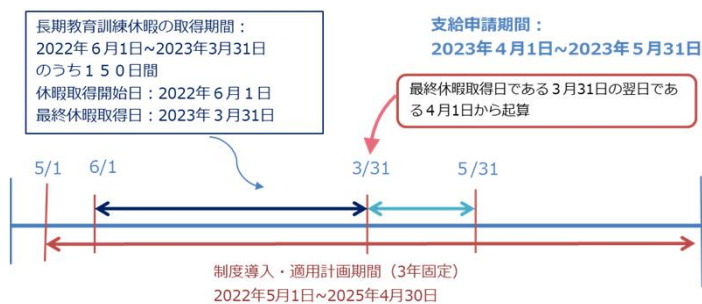 長期教育訓練休暇の取得期間：
2022年６月1日~2023年3月31日
のうち１５０日間
休暇取得開始日：2022年６月１日
最終休暇取得日：2023年３月31日
支給申請期間：
2023年４月1日~2023年５月31日
最終休暇取得日である３月31日の翌日であ
る４月1日から起算
5/1
6/1
3/31
５/31
制度導入・適用計画期間（3年固定）
2022年5月1日~2025年４月30日